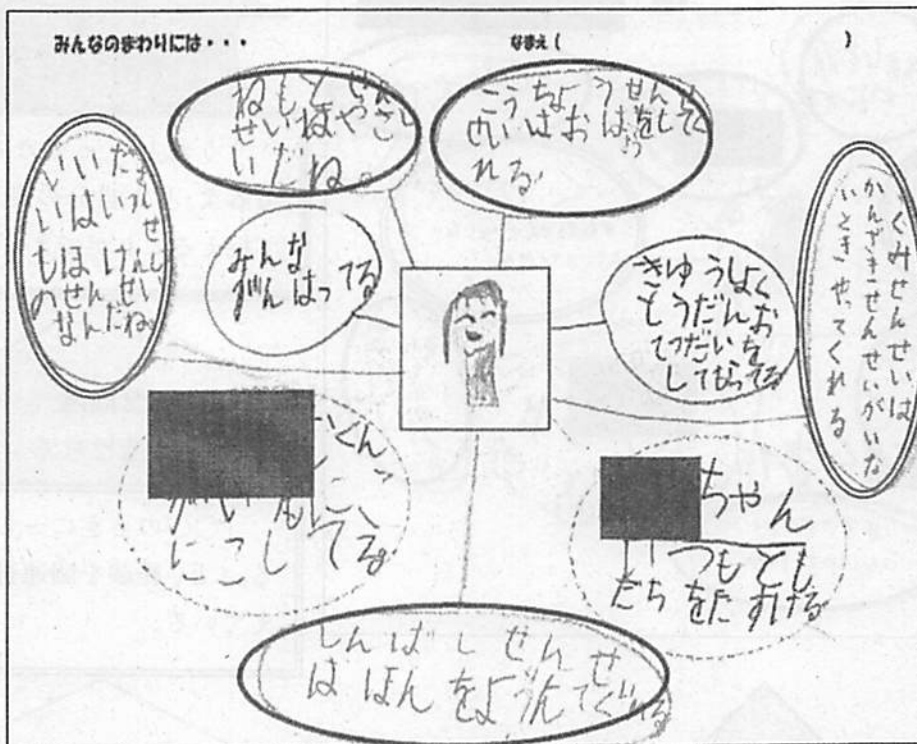 みんなのまわりには・・・
なまえ（　　　）
ねもとせん
せいはやさし
いだね。
こうちょうせん
せいはおはようをしてく
れる
いいだせ
いはいっし
もほけんしつ
のせんせい
なんだね。
みんな
がんばってる
きゅうしょく
もうだんお
てつだいを
してもらってる
くみせんせいは
かんざきせんせいがいな
いときやってくれる
くん
にこ
にこしてる。
ちゃん
いつもとし
たちをたすける
しんばしせんせ
はほんをよんでくれる